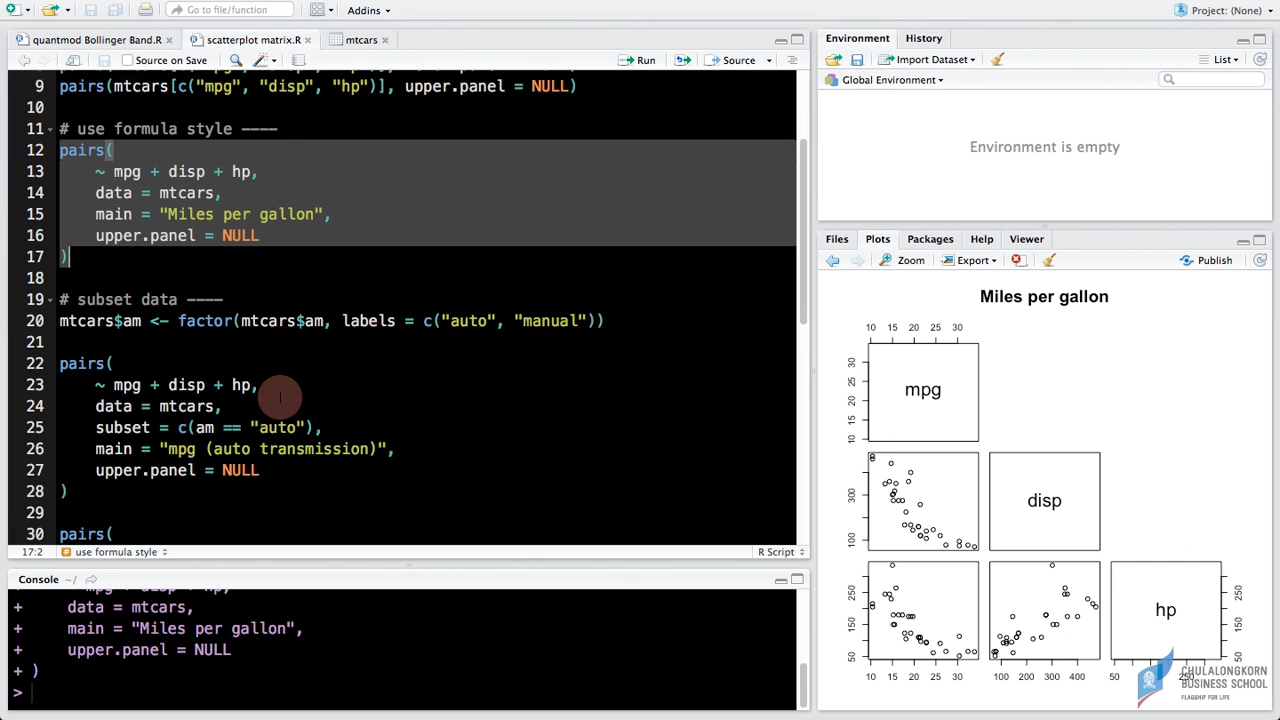 Go to file/function
Addins
Project: (None)
quantmod Bollinger Band.R
scatterplot matrix.R
mtcars
Source on Save
Run
Source
9 pairs(mtcars[c("mpg", "disp", "hp")], upper.panel = NULL)
10
11 # use formula style ----
12 pairs(
13 ~ mpg + disp + hp,
14 data = mtcars,
15 main = "Miles per gallon",
16 upper.panel = NULL
17 )
18
19 # subset data ----
20 mtcars$am <- factor(mtcars$am, labels = c("auto", "manual"))
21
22 pairs(
23 ~ mpg + disp + hp,
24 data = mtcars,
25 subset = c(am == "auto"),
26 main = "mpg (auto transmission)",
27 upper.panel = NULL
28 )
29
30 pairs(
17:2
use formula style
R Script
Console ~/
+ data = mtcars,
+ main = "Miles per gallon",
+ upper.panel = NULL
+ )
>
Environment
History
Import Dataset
List
Global Environment
Environment is empty
Files
Plots
Packages
Help
Viewer
Zoom
Export
Publish
Miles per gallon
10 15 20 25 30
10 15 20 25 30
mpg
100 300
disp
50 150 250
hp
50 150 250
10 15 20 25 30
100 200 300 400
50
CHULALONGKORN
BUSINESS SCHOOL
FLAGSHIP FOR LIFE